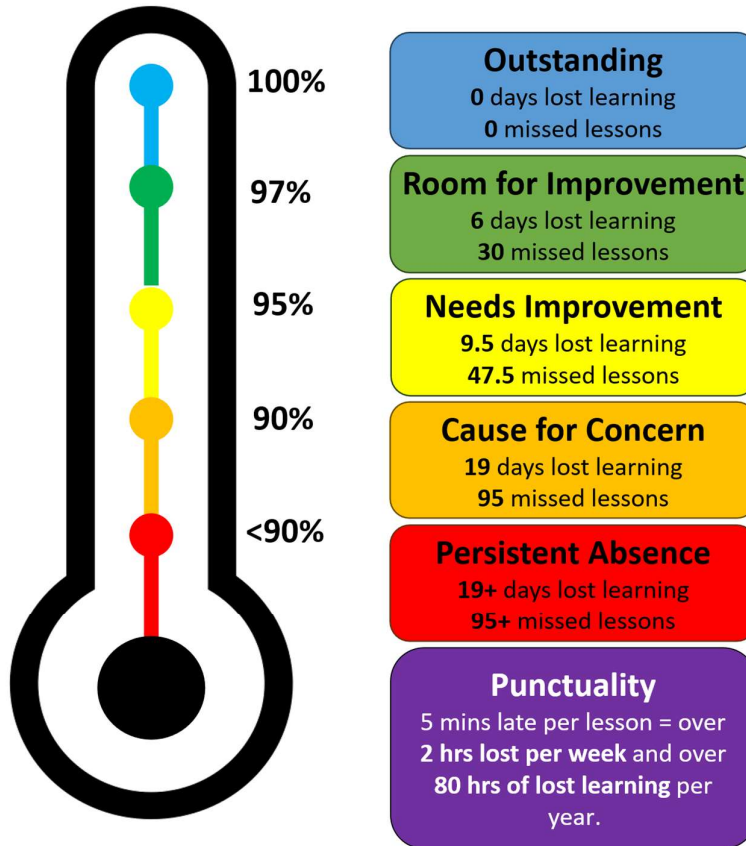 100%
Outstanding
0 days lost learning
0 missed lessons
97%
Room for Improvement
6 days lost learning
30 missed lessons
95%
Needs Improvement
9.5 days lost learning
47.5 missed lessons
90%
Cause for Concern
19 days lost learning
95 missed lessons
<90%
Persistent Absence
19+ days lost learning
95+ missed lessons
Punctuality
5 mins late per lesson = over
2 hrs lost per week and over
80 hrs of lost learning per
year.